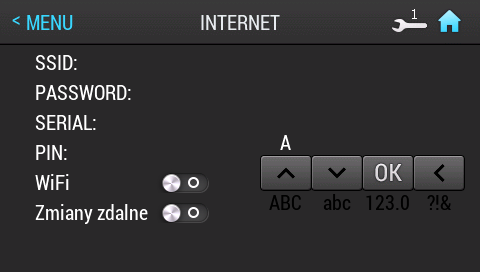 < MENU INTERNET 1
SSID:
PASSWORD:
SERIAL:
PIN:
A
OK
WiFi
ABC abc 123.0 ?!&
Zmiany zdalne